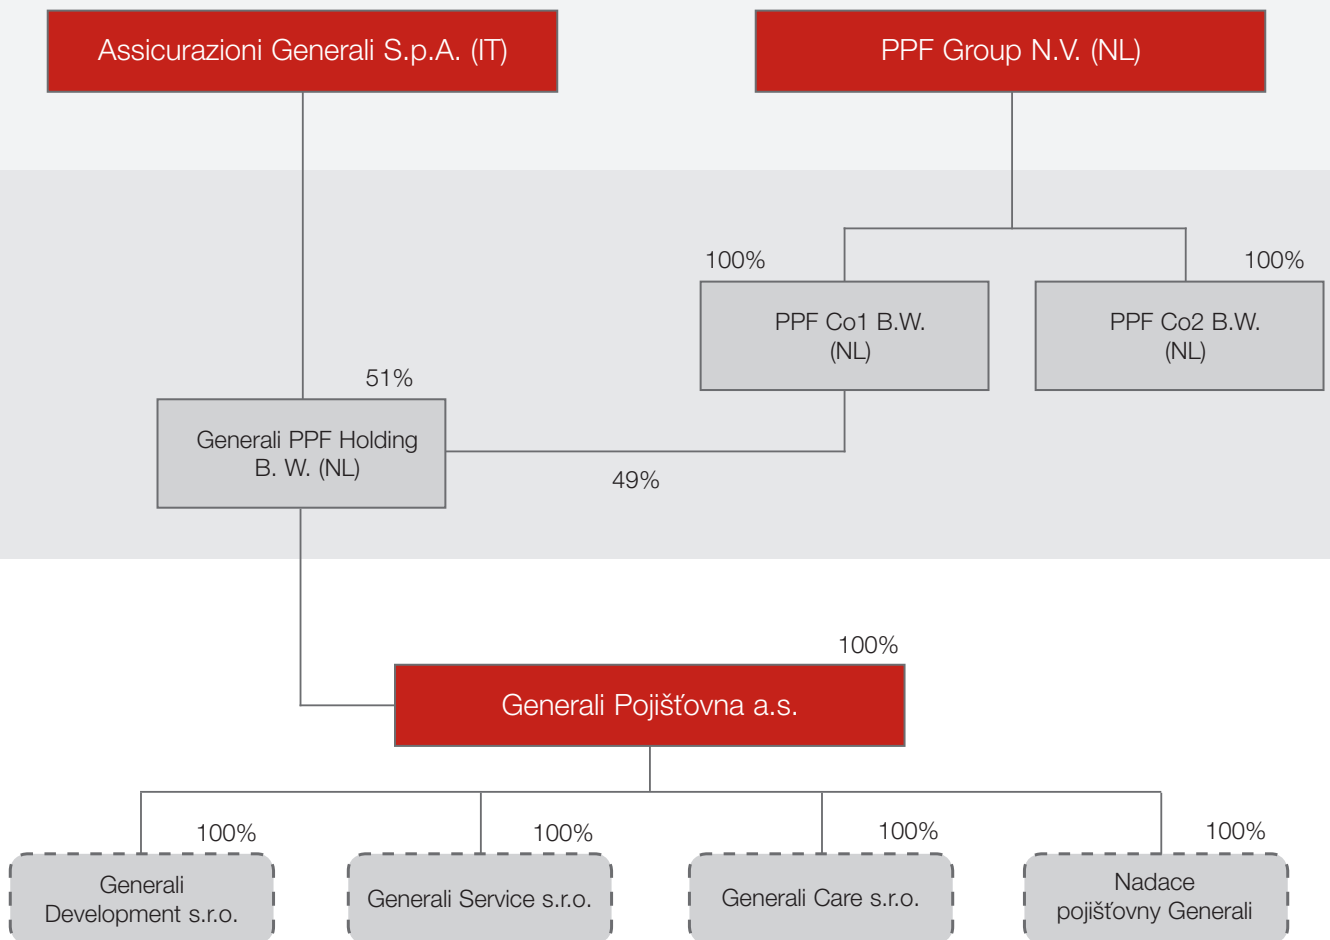 Assicurazioni Generali S.p.A. (IT)
PPF Group N.V. (NL)
100%
100%
PPF Co1 B.W.
(NL)
PPF Co2 B.W.
(NL)
51%
Generali PPF Holding
B. W. (NL)
49%
100%
Generali Pojišťovna a.s.
100%
100%
100%
100%
Generali
Development s.r.o.
Generali Service s.r.o.
Generali Care s.r.o.
Nadace
pojišťovny Generali